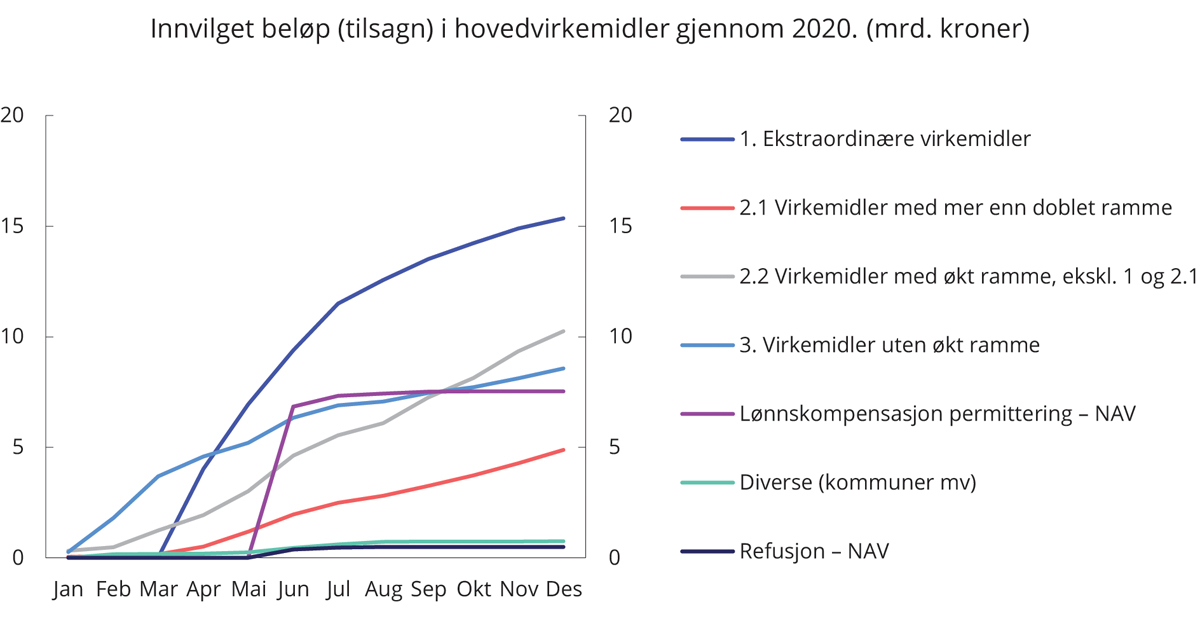 Innvilget beløp (tilsagn) i hovedvirkemidler gjennom 2020. (mrd. kroner)
20
15
10
5
0
20
15
10
5
0
Jan Feb Mar Apr Mai Jun Jul Aug Sep Okt Nov Des
1. Ekstraordinære virkemidler
2.1 Virkemidler med mer enn doblet ramme
2.2 Virkemidler med økt ramme, ekskl. 1 og 2.1
3. Virkemidler uten økt ramme
Lønnskompensasjon permittering – NAV
Diverse (kommuner mv)
Refusjon – NAV